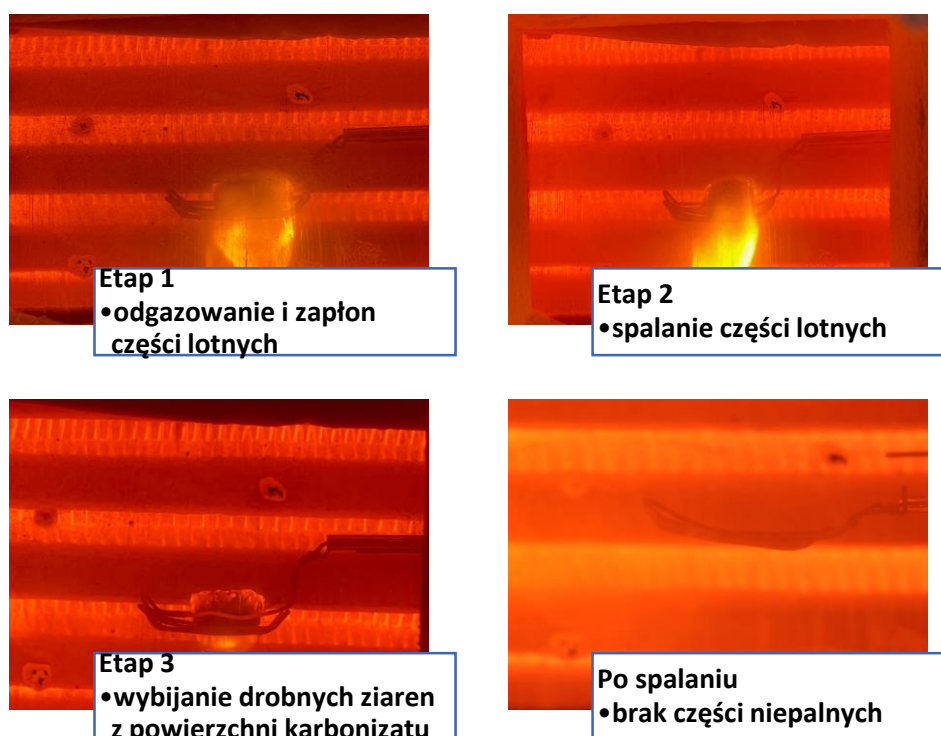 Etap 1
•odgazowanie i zapłon
części lotnych
Etap 2
•spalanie części lotnych
Etap 3
•wybijanie drobnych ziaren
z powierzchni karbonizatu
Po spalaniu
•brak części niepalnych